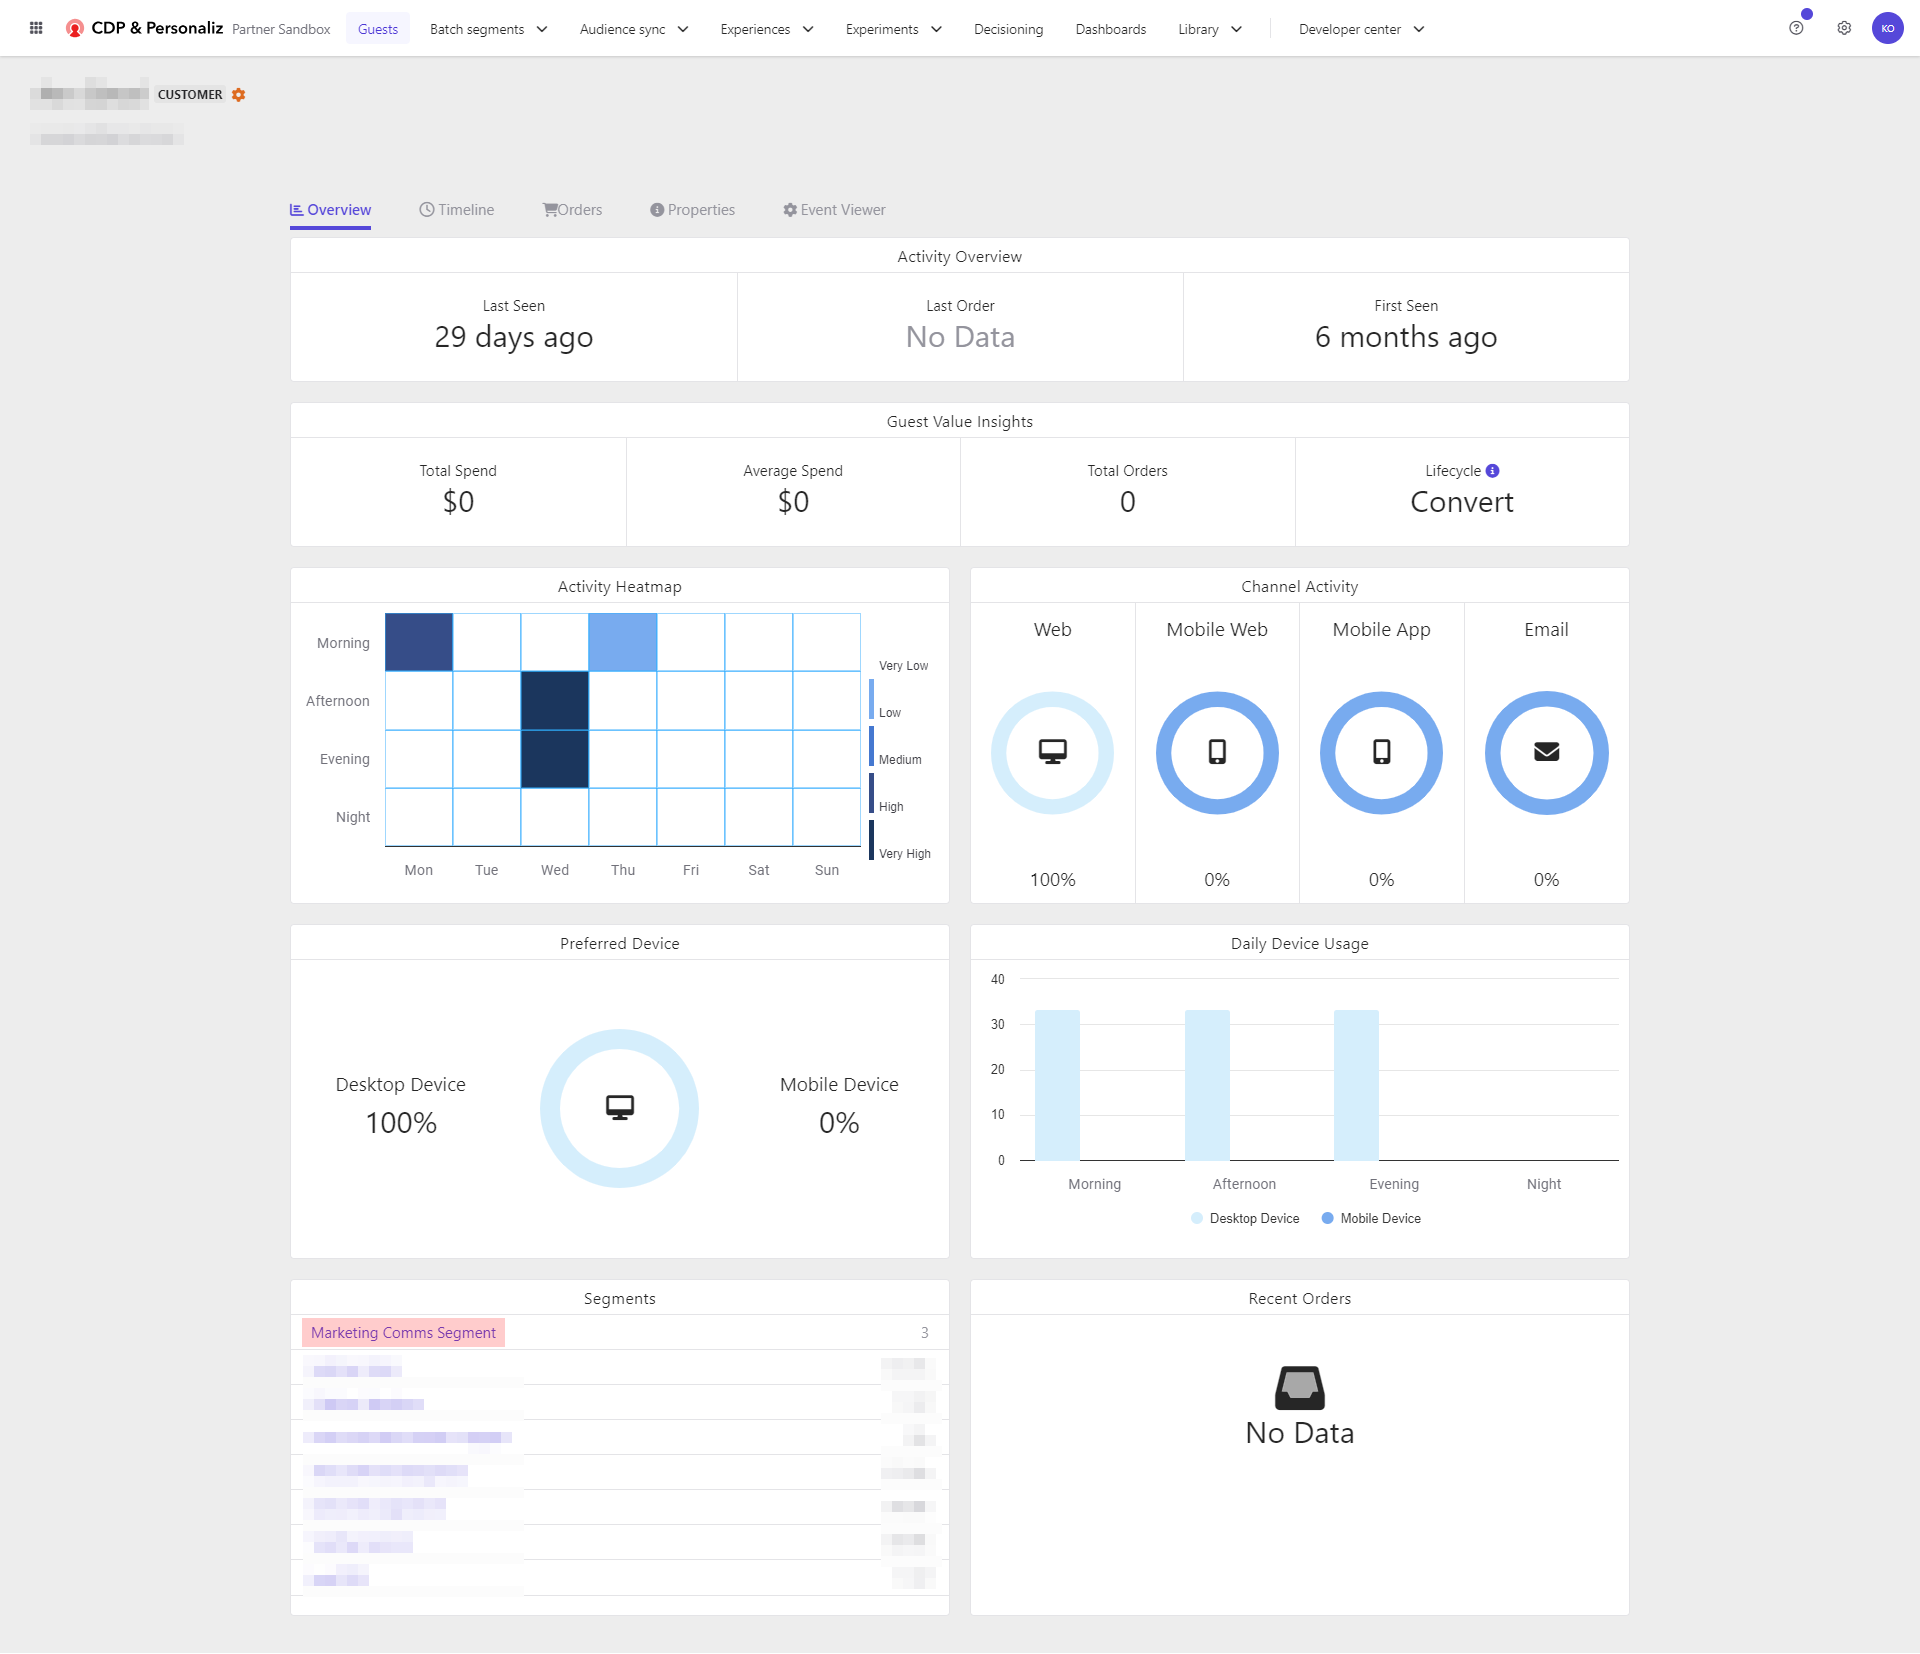 CDP & Personaliz Partner Sandbox Guests Batch segments Audience sync Experiences Experiments Decisioning Dashboards Library Developer center KO
CUSTOMER
Overview Timeline Orders Properties Event Viewer
Activity Overview
Last Seen Last Order First Seen
29 days ago No Data 6 months ago
Guest Value Insights
Total Spend Average Spend Total Orders Lifecycle
$0 $0 0 Convert
Activity Heatmap
Morning
Afternoon
Evening
Night
Mon Tue Wed Thu Fri Sat Sun
Very Low
Low
Medium
High
Very High
Channel Activity
Web Mobile Web Mobile App Email
100% 0% 0% 0%
Preferred Device
Desktop Device Mobile Device
100% 0%
Daily Device Usage
40
30
20
10
0
Morning Afternoon Evening Night
Desktop Device Mobile Device
Segments
Marketing Comms Segment 3
Recent Orders
No Data